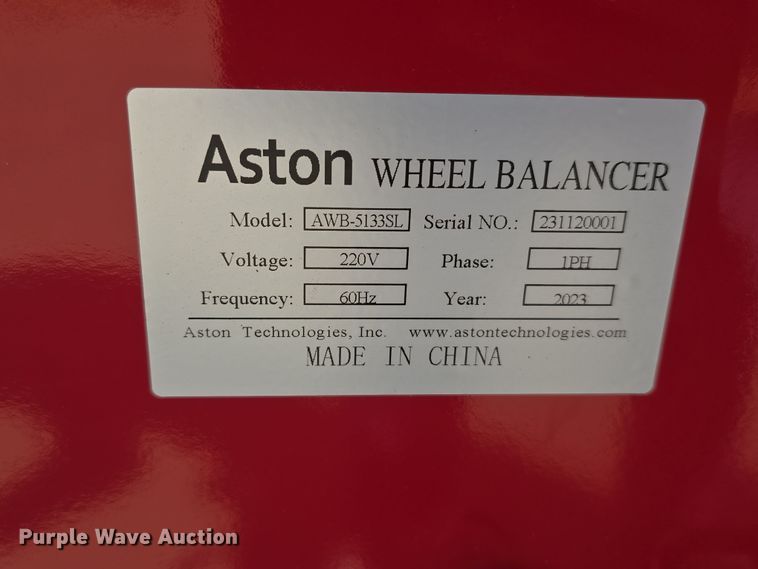 Aston WHEEL BALANCER
Model: AWB-5133SL Serial NO.: 231120001
Voltage: 220V Phase: 1PH
Frequency: 60Hz Year: 2023
Aston Technologies, Inc. www.astontechnologies.com
MADE IN CHINA
Purple Wave Auction